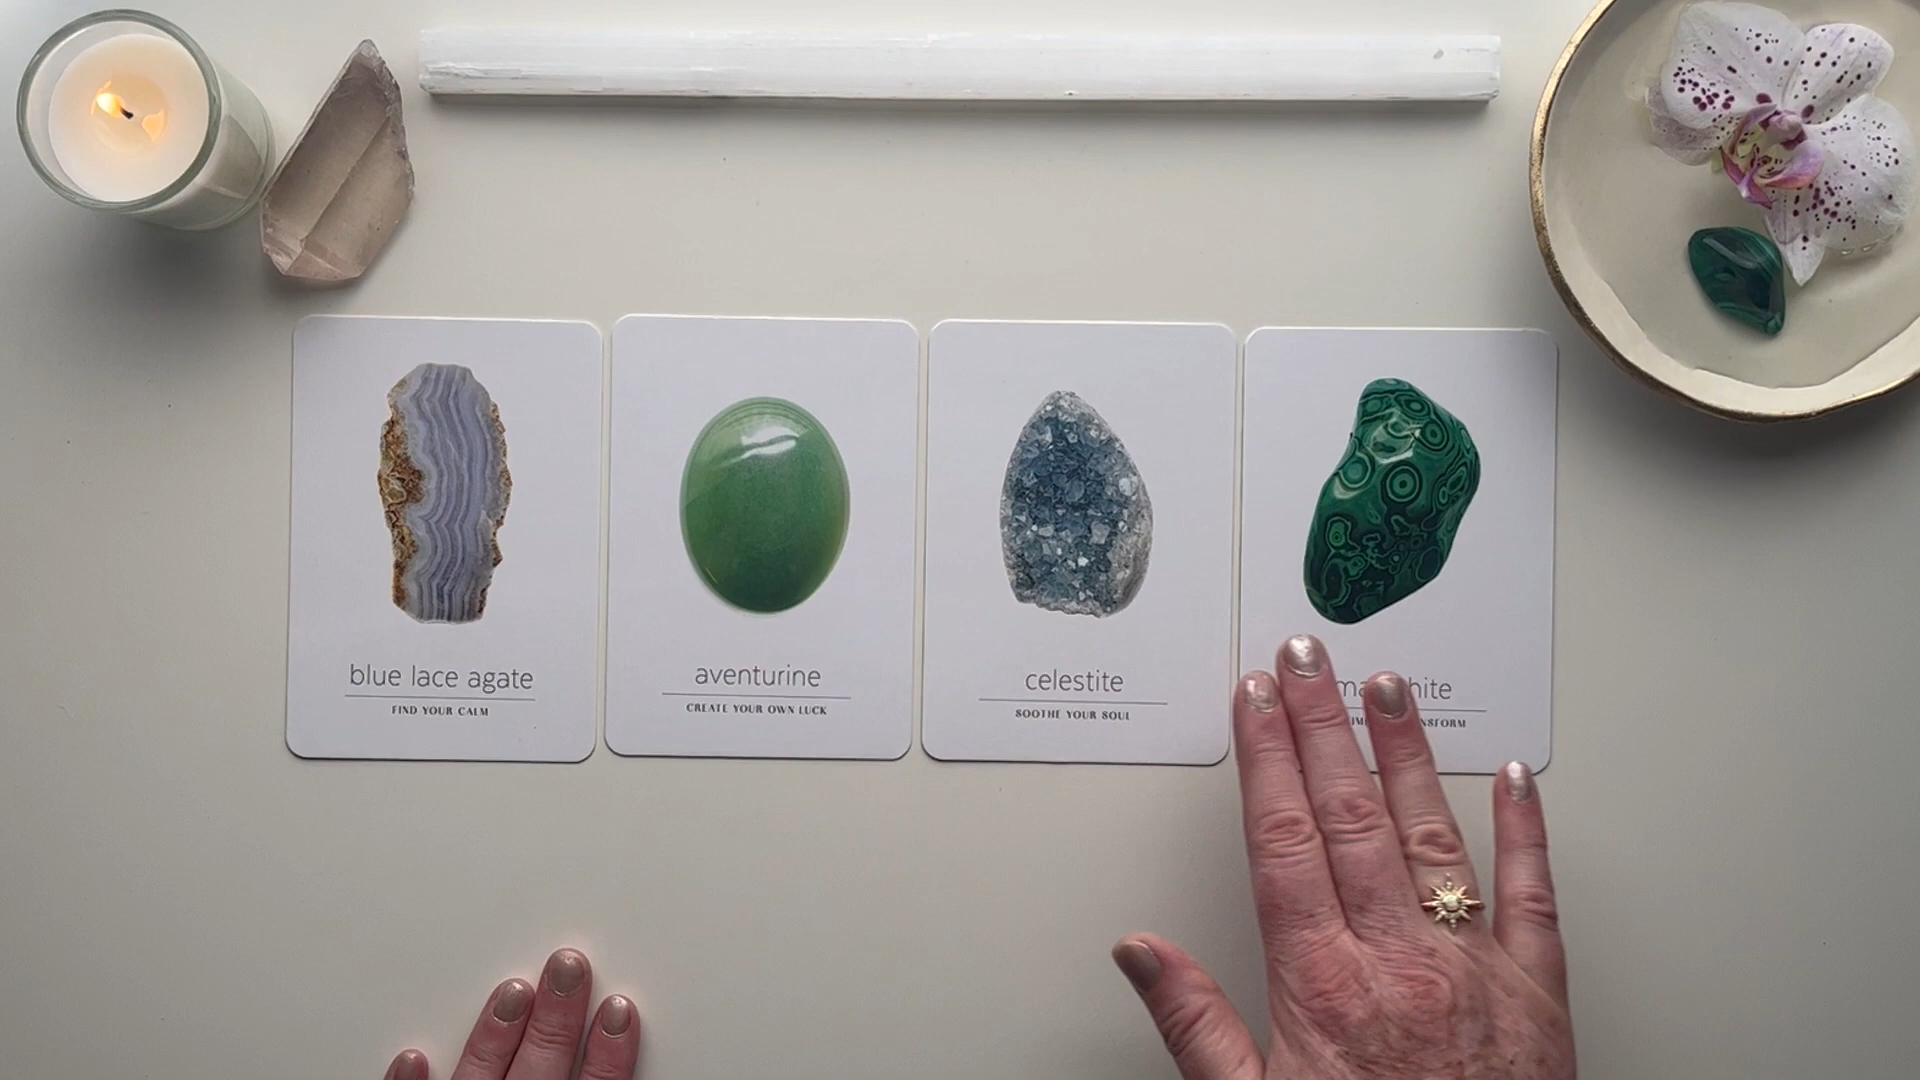 blue lace agate
FIND YOUR CALM
aventurine
CREATE YOUR OWN LUCK
celestite
SOOTHE YOUR SOUL